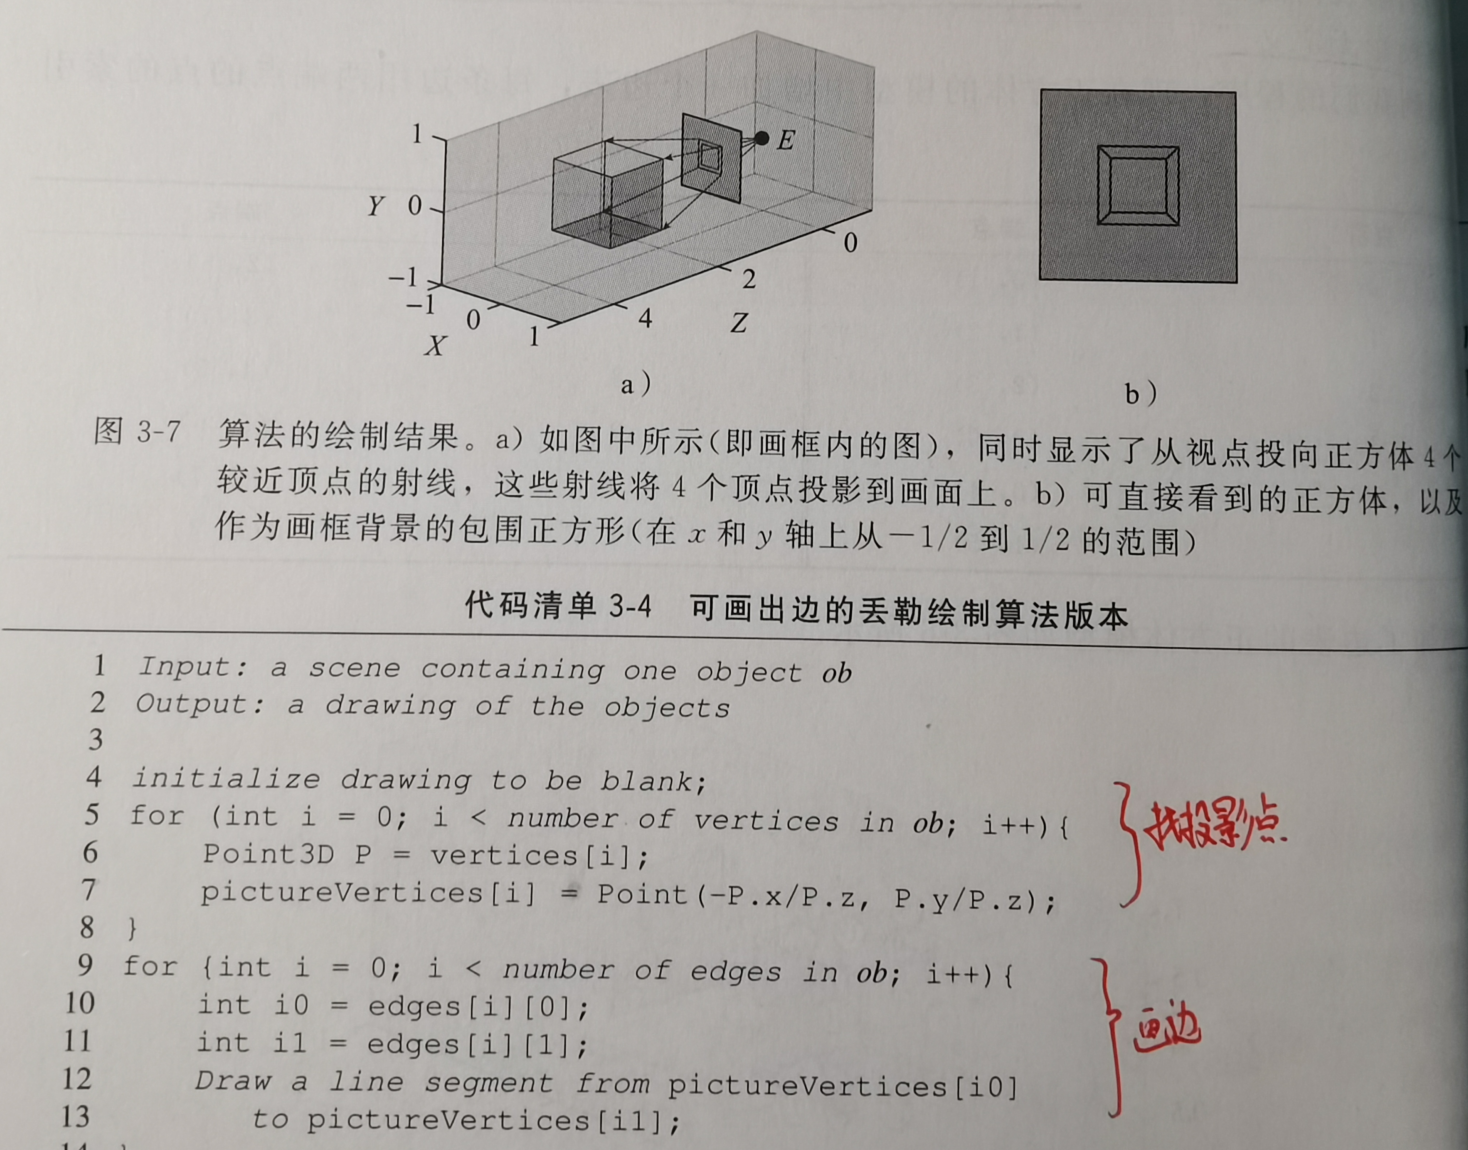 1
E
Y 0
-1
-1
0
1
X
4
2
0
Z
a)
b)
图 3-7 算法的绘制结果。a) 如图中所示(即画框内的图)，同时显示了从视点投向正方体 4 个
较近顶点的射线，这些射线将 4 个顶点投影到画面上。b) 可直接看到的正方体，以及
作为画框背景的包围正方形(在 x 和 y 轴上从－1/2 到 1/2 的范围)
代码清单 3-4 可画出边的丢勒绘制算法版本
1 Input: a scene containing one object ob
2 Output: a drawing of the objects
3
4 initialize drawing to be blank;
5 for (int i = 0; i < number of vertices in ob; i++){
6 Point3D P = vertices[i];
7 pictureVertices[i] = Point(-P.x/P.z, P.y/P.z);
8 }
找投影点
9 for {int i = 0; i < number of edges in ob; i++){
10 int i0 = edges[i][0];
11 int i1 = edges[i][1];
12 Draw a line segment from pictureVertices[i0]
13 to pictureVertices[i1];
画边